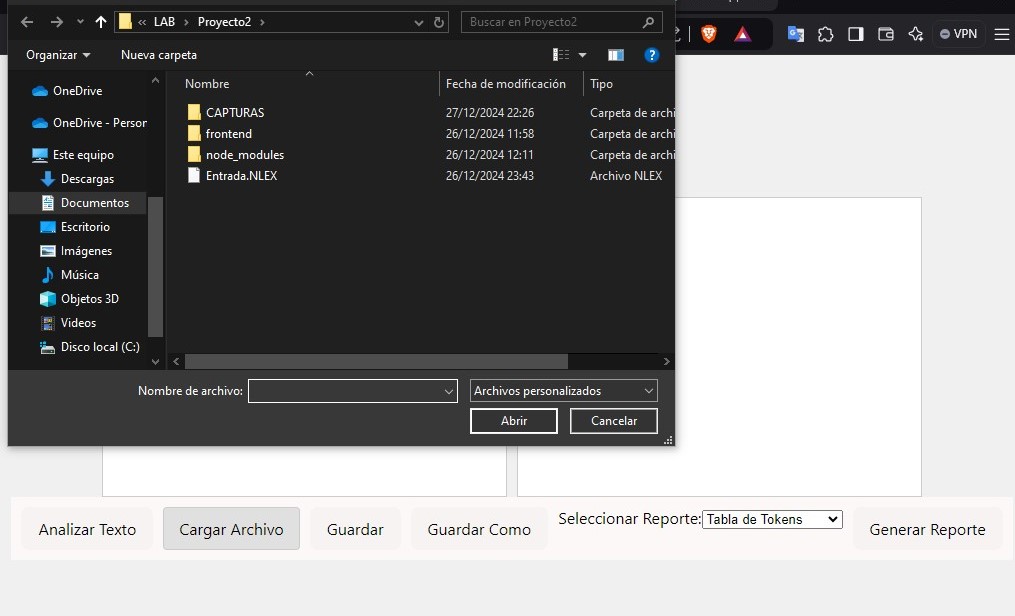 « LAB › Proyecto2 ›
Buscar en Proyecto2
VPN
Organizar
Nueva carpeta
OneDrive
OneDrive - Person
Este equipo
Descargas
Documentos
Escritorio
Imágenes
Música
Objetos 3D
Videos
Disco local (C:)
Nombre Fecha de modificación Tipo
CAPTURAS 27/12/2024 22:26 Carpeta de archi
frontend 26/12/2024 11:58 Carpeta de archi
node_modules 26/12/2024 12:11 Carpeta de archi
Entrada.NLEX 26/12/2024 23:43 Archivo NLEX
Nombre de archivo:
Archivos personalizados
Abrir Cancelar
Analizar Texto
Cargar Archivo
Guardar
Guardar Como
Seleccionar Reporte: Tabla de Tokens
Generar Reporte